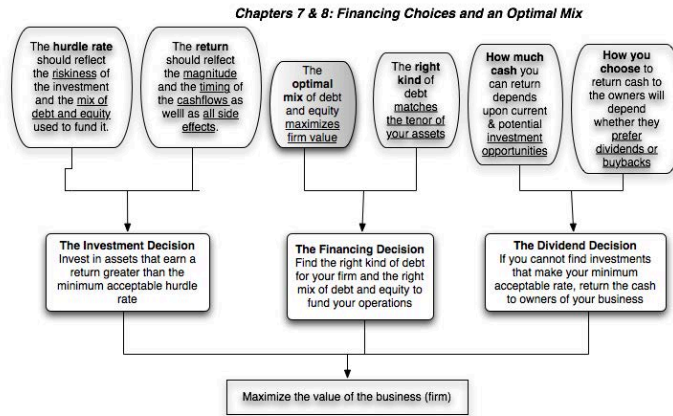 Chapters 7 & 8: Financing Choices and an Optimal Mix
The hurdle rate
should reflect
the riskiness of
the investment
and the mix of
debt and equity
used to fund it.
The return
should relfect
the magnitude
and the timing of
the cashflows as
welll as all side
effects.
The
optimal
mix of debt
and equity
maximizes
firm value
The right
kind of
debt
matches
the tenor of
your assets
How much
cash you
can return
depends
upon current
& potential
investment
opportunities
How you
choose to
return cash to
the owners will
depend
whether they
prefer
dividends or
buybacks
The Investment Decision
Invest in assets that earn a
return greater than the
minimum acceptable hurdle
rate
The Financing Decision
Find the right kind of debt
for your firm and the right
mix of debt and equity to
fund your operations
The Dividend Decision
If you cannot find investments
that make your minimum
acceptable rate, return the cash
to owners of your business
Maximize the value of the business (firm)